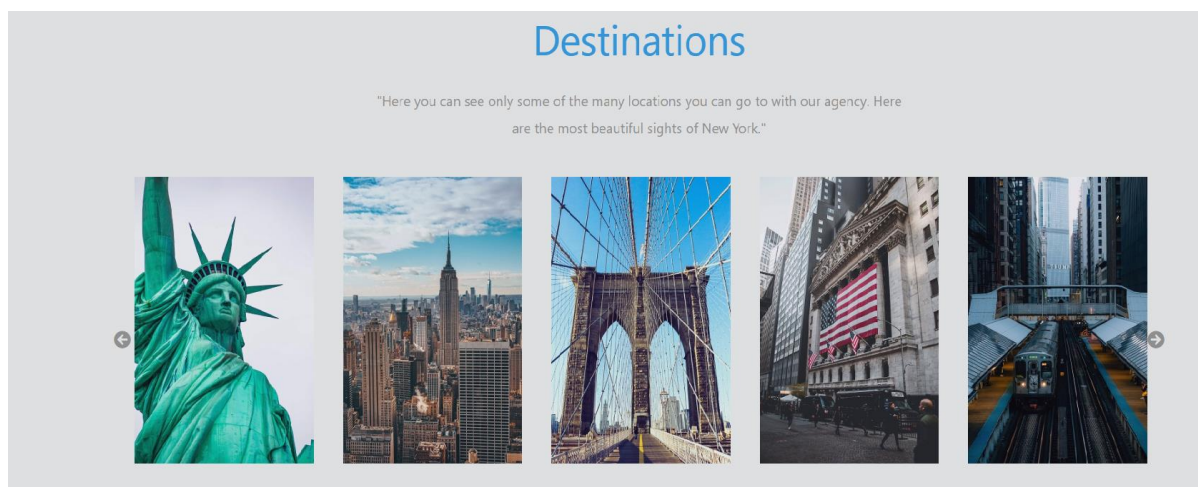 Destinations
"Here you can see only some of the many locations you can go to with our agency. Here
are the most beautiful sights of New York."